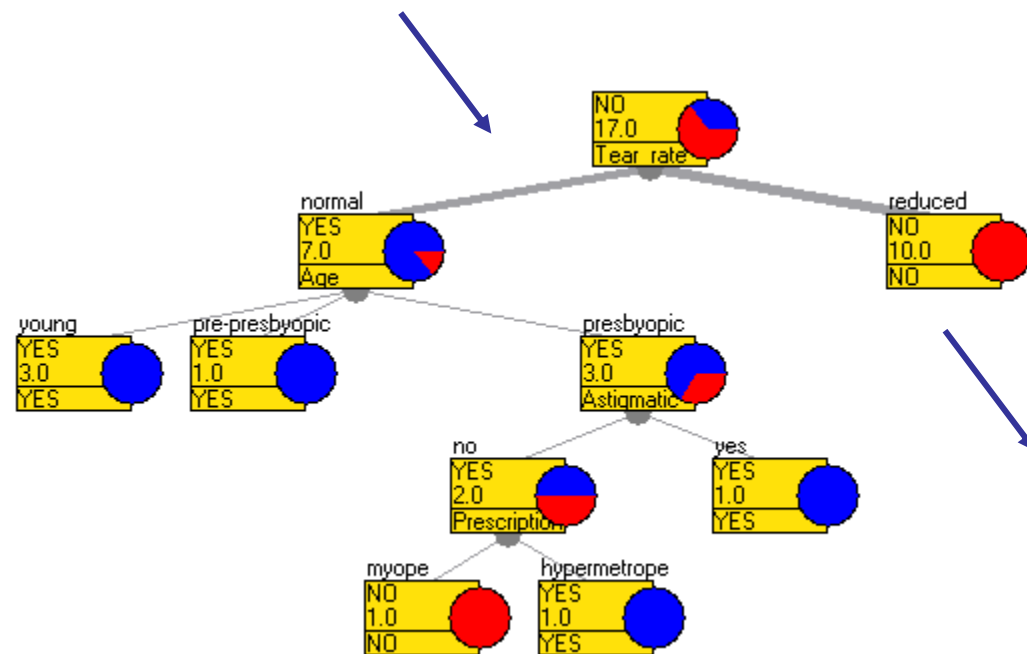 NO
17.0
Tear rate
normal
YES
7.0
Age
reduced
NO
10.0
NO
young
YES
3.0
YES
pre-presbyopic
YES
1.0
YES
presbyopic
YES
3.0
Astigmatic
no
YES
2.0
Prescription
yes
YES
1.0
YES
myope
NO
1.0
NO
hypermetrope
YES
1.0
YES